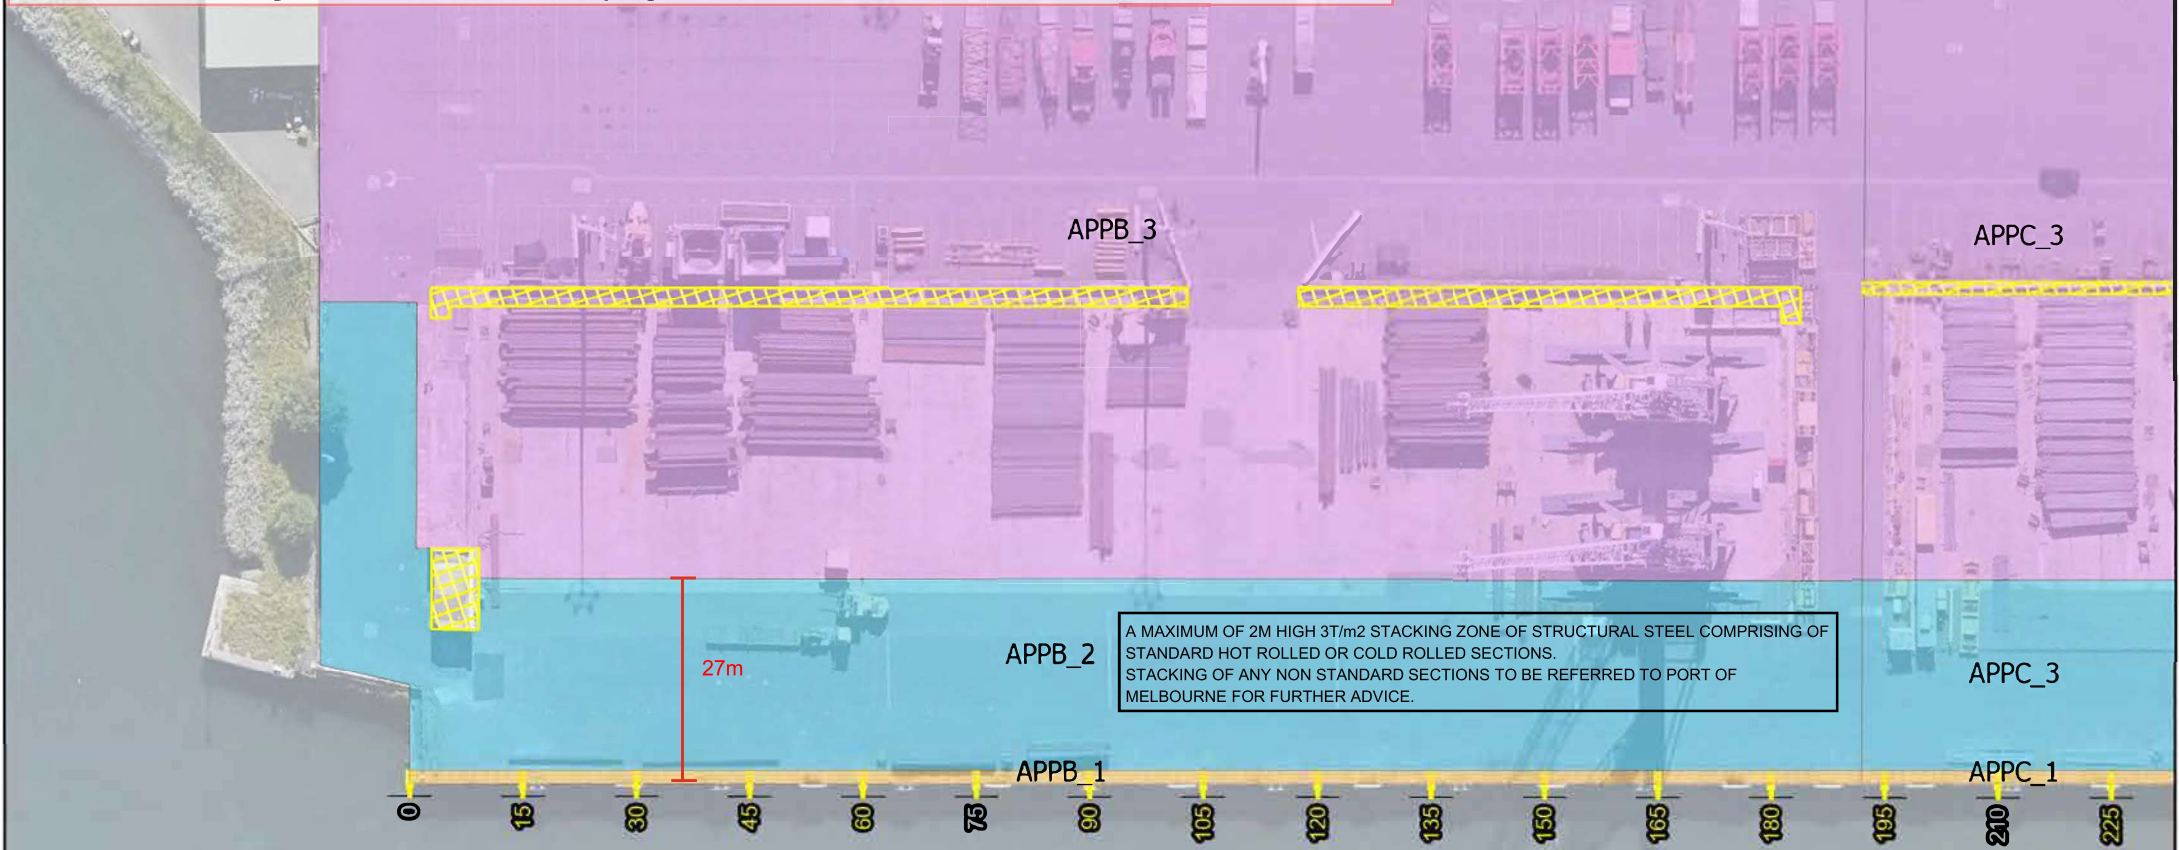 APPB_3
APPC_3
APPB_2
A MAXIMUM OF 2M HIGH 3T/m2 STACKING ZONE OF STRUCTURAL STEEL COMPRISING OF
STANDARD HOT ROLLED OR COLD ROLLED SECTIONS.
STACKING OF ANY NON STANDARD SECTIONS TO BE REFERRED TO PORT OF
MELBOURNE FOR FURTHER ADVICE.
27m
APPC_3
APPB_1
APPC_1
0
15
30
45
60
75
90
105
120
135
150
165
180
195
210
225